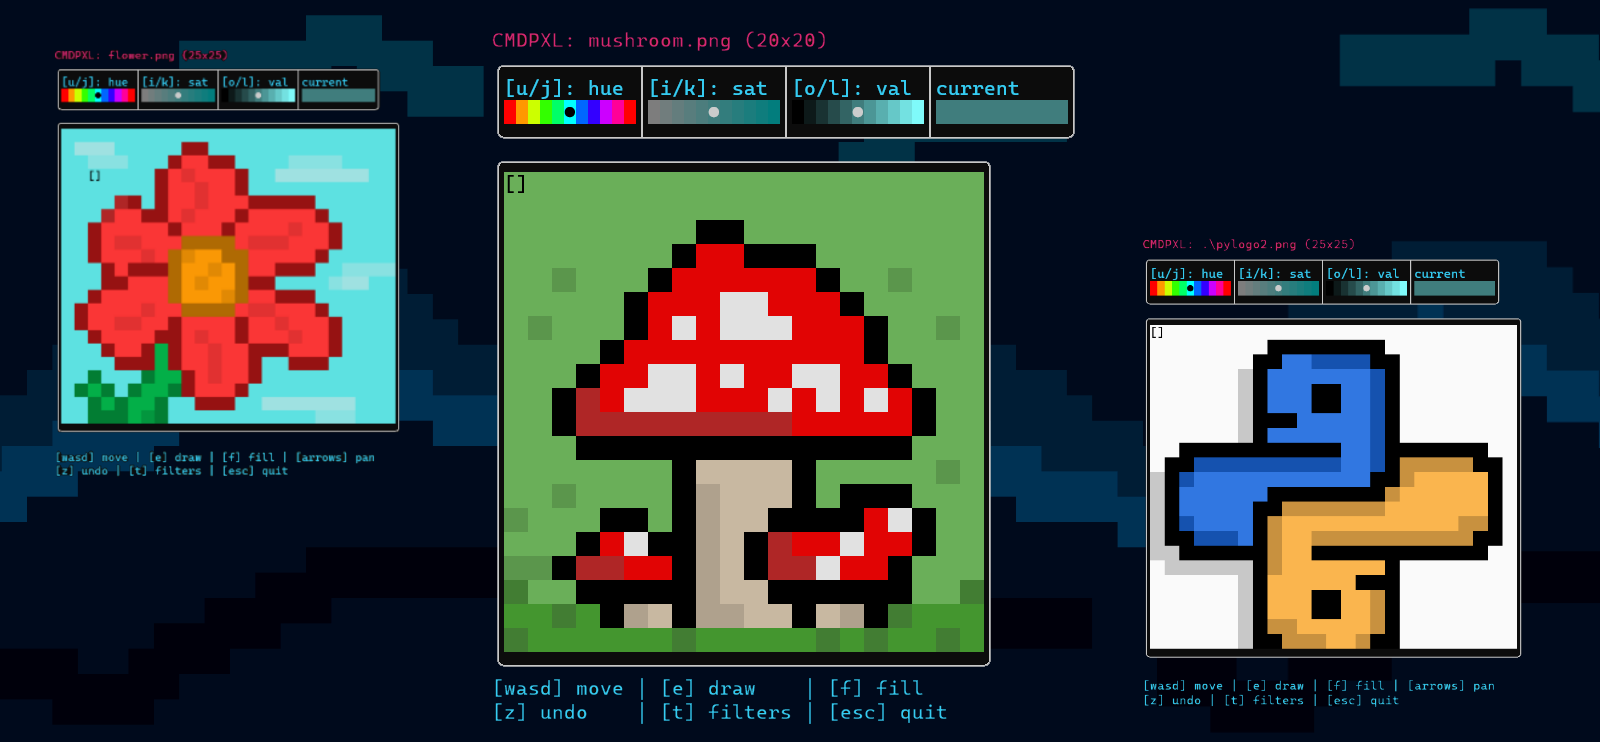 CMDPXL: flower.png (25x25)
[u/j]: hue [i/k]: sat [o/l]: val current
[]
[wasd] move | [e] draw | [f] fill | [arrows] pan
[z] undo | [t] filters | [esc] quit
CMDPXL: mushroom.png (20x20)
[u/j]: hue [i/k]: sat [o/l]: val current
[]
[wasd] move | [e] draw | [f] fill
[z] undo | [t] filters | [esc] quit
CMDPXL: .\pylogo2.png (25x25)
[u/j]: hue [i/k]: sat [o/l]: val current
[]
[wasd] move | [e] draw | [f] fill | [arrows] pan
[z] undo | [t] filters | [esc] quit